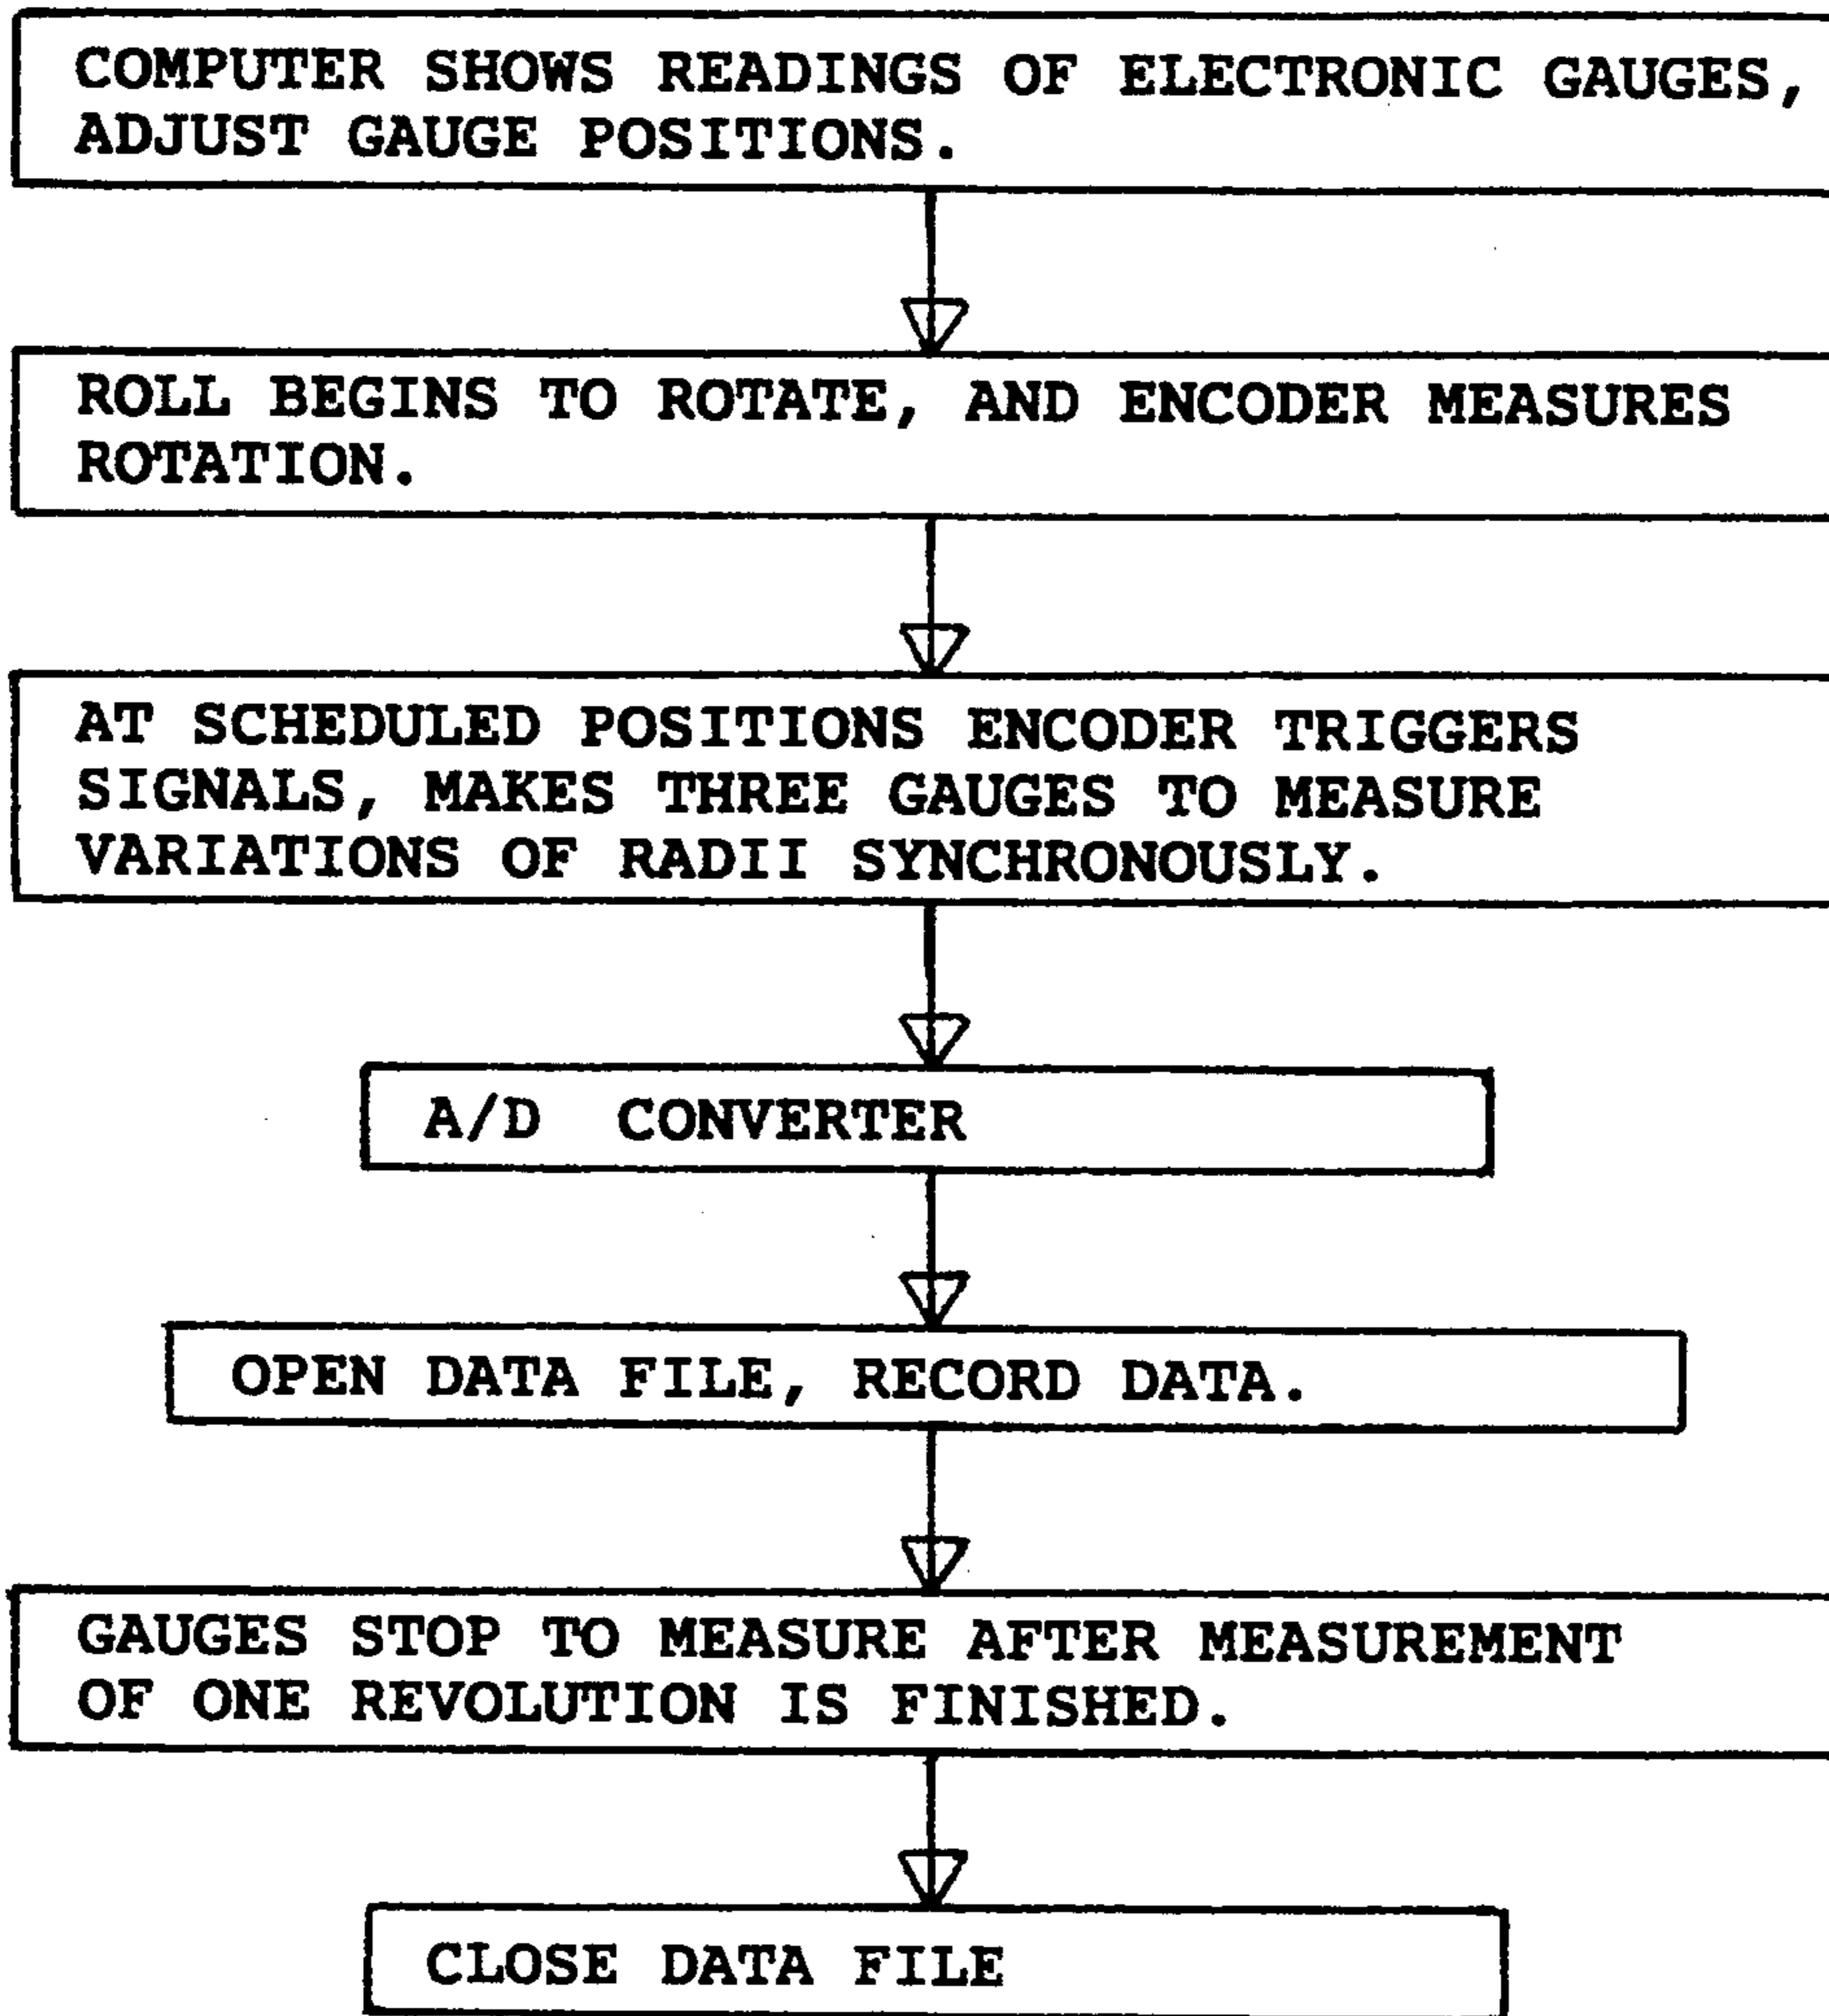 COMPUTER SHOWS READINGS OF ELECTRONIC GAUGES,
ADJUST GAUGE POSITIONS.
ROLL BEGINS TO ROTATE, AND ENCODER MEASURES
ROTATION.
AT SCHEDULED POSITIONS ENCODER TRIGGERS
SIGNALS, MAKES THREE GAUGES TO MEASURE
VARIATIONS OF RADII SYNCHRONOUSLY.
A/D CONVERTER
OPEN DATA FILE, RECORD DATA.
GAUGES STOP TO MEASURE AFTER MEASUREMENT
OF ONE REVOLUTION IS FINISHED.
CLOSE DATA FILE